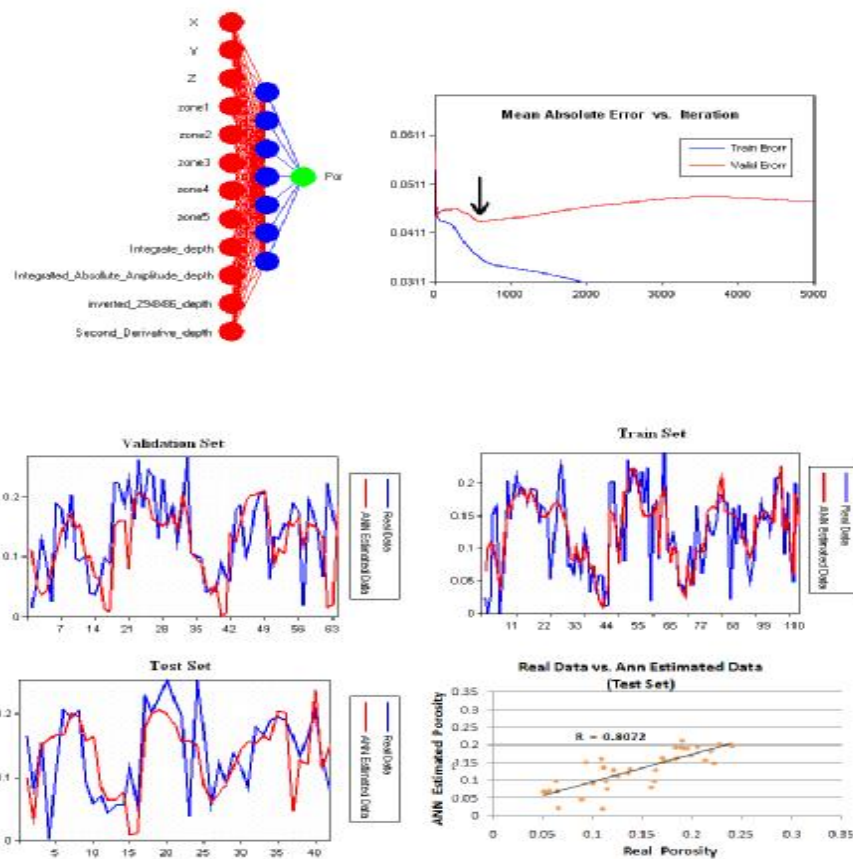 X
Y
Z
zone1
zone2
zone3
zone4
zone5
Integrate_depth
Integratted_Absollute_Amplitude_depth
Second_Derivative_depth
Por
Mean Absolute Error vs. Iteration
0.0611
0.0511
0.0411
0.0311
0 1000 2000 3000 4000 5000
Train Erorr
Valid Erorr
Validation Set
0.2
0.1
0
7 14 21 28 35 42 49 56 63
ANN Estimated Data
Real Data
Train Set
0.2
0.15
0.1
0.05
0
11 22 33 44 55 66 77 88 99 110
ANN Estimated Data
Real Data
Test Set
0.2
0.1
0
5 10 15 20 25 30 35 40
ANN Estimated Data
Real Data
Real Data vs. Ann Estimated Data
(Test Set)
ANN Estimated Porosity
0.35
0.3
0.25
0.2
0.15
0.1
0.05
0
R = 0.8072
0 0.05 0.1 0.15 0.2 0.25 0.3 0.35
Real Porosity